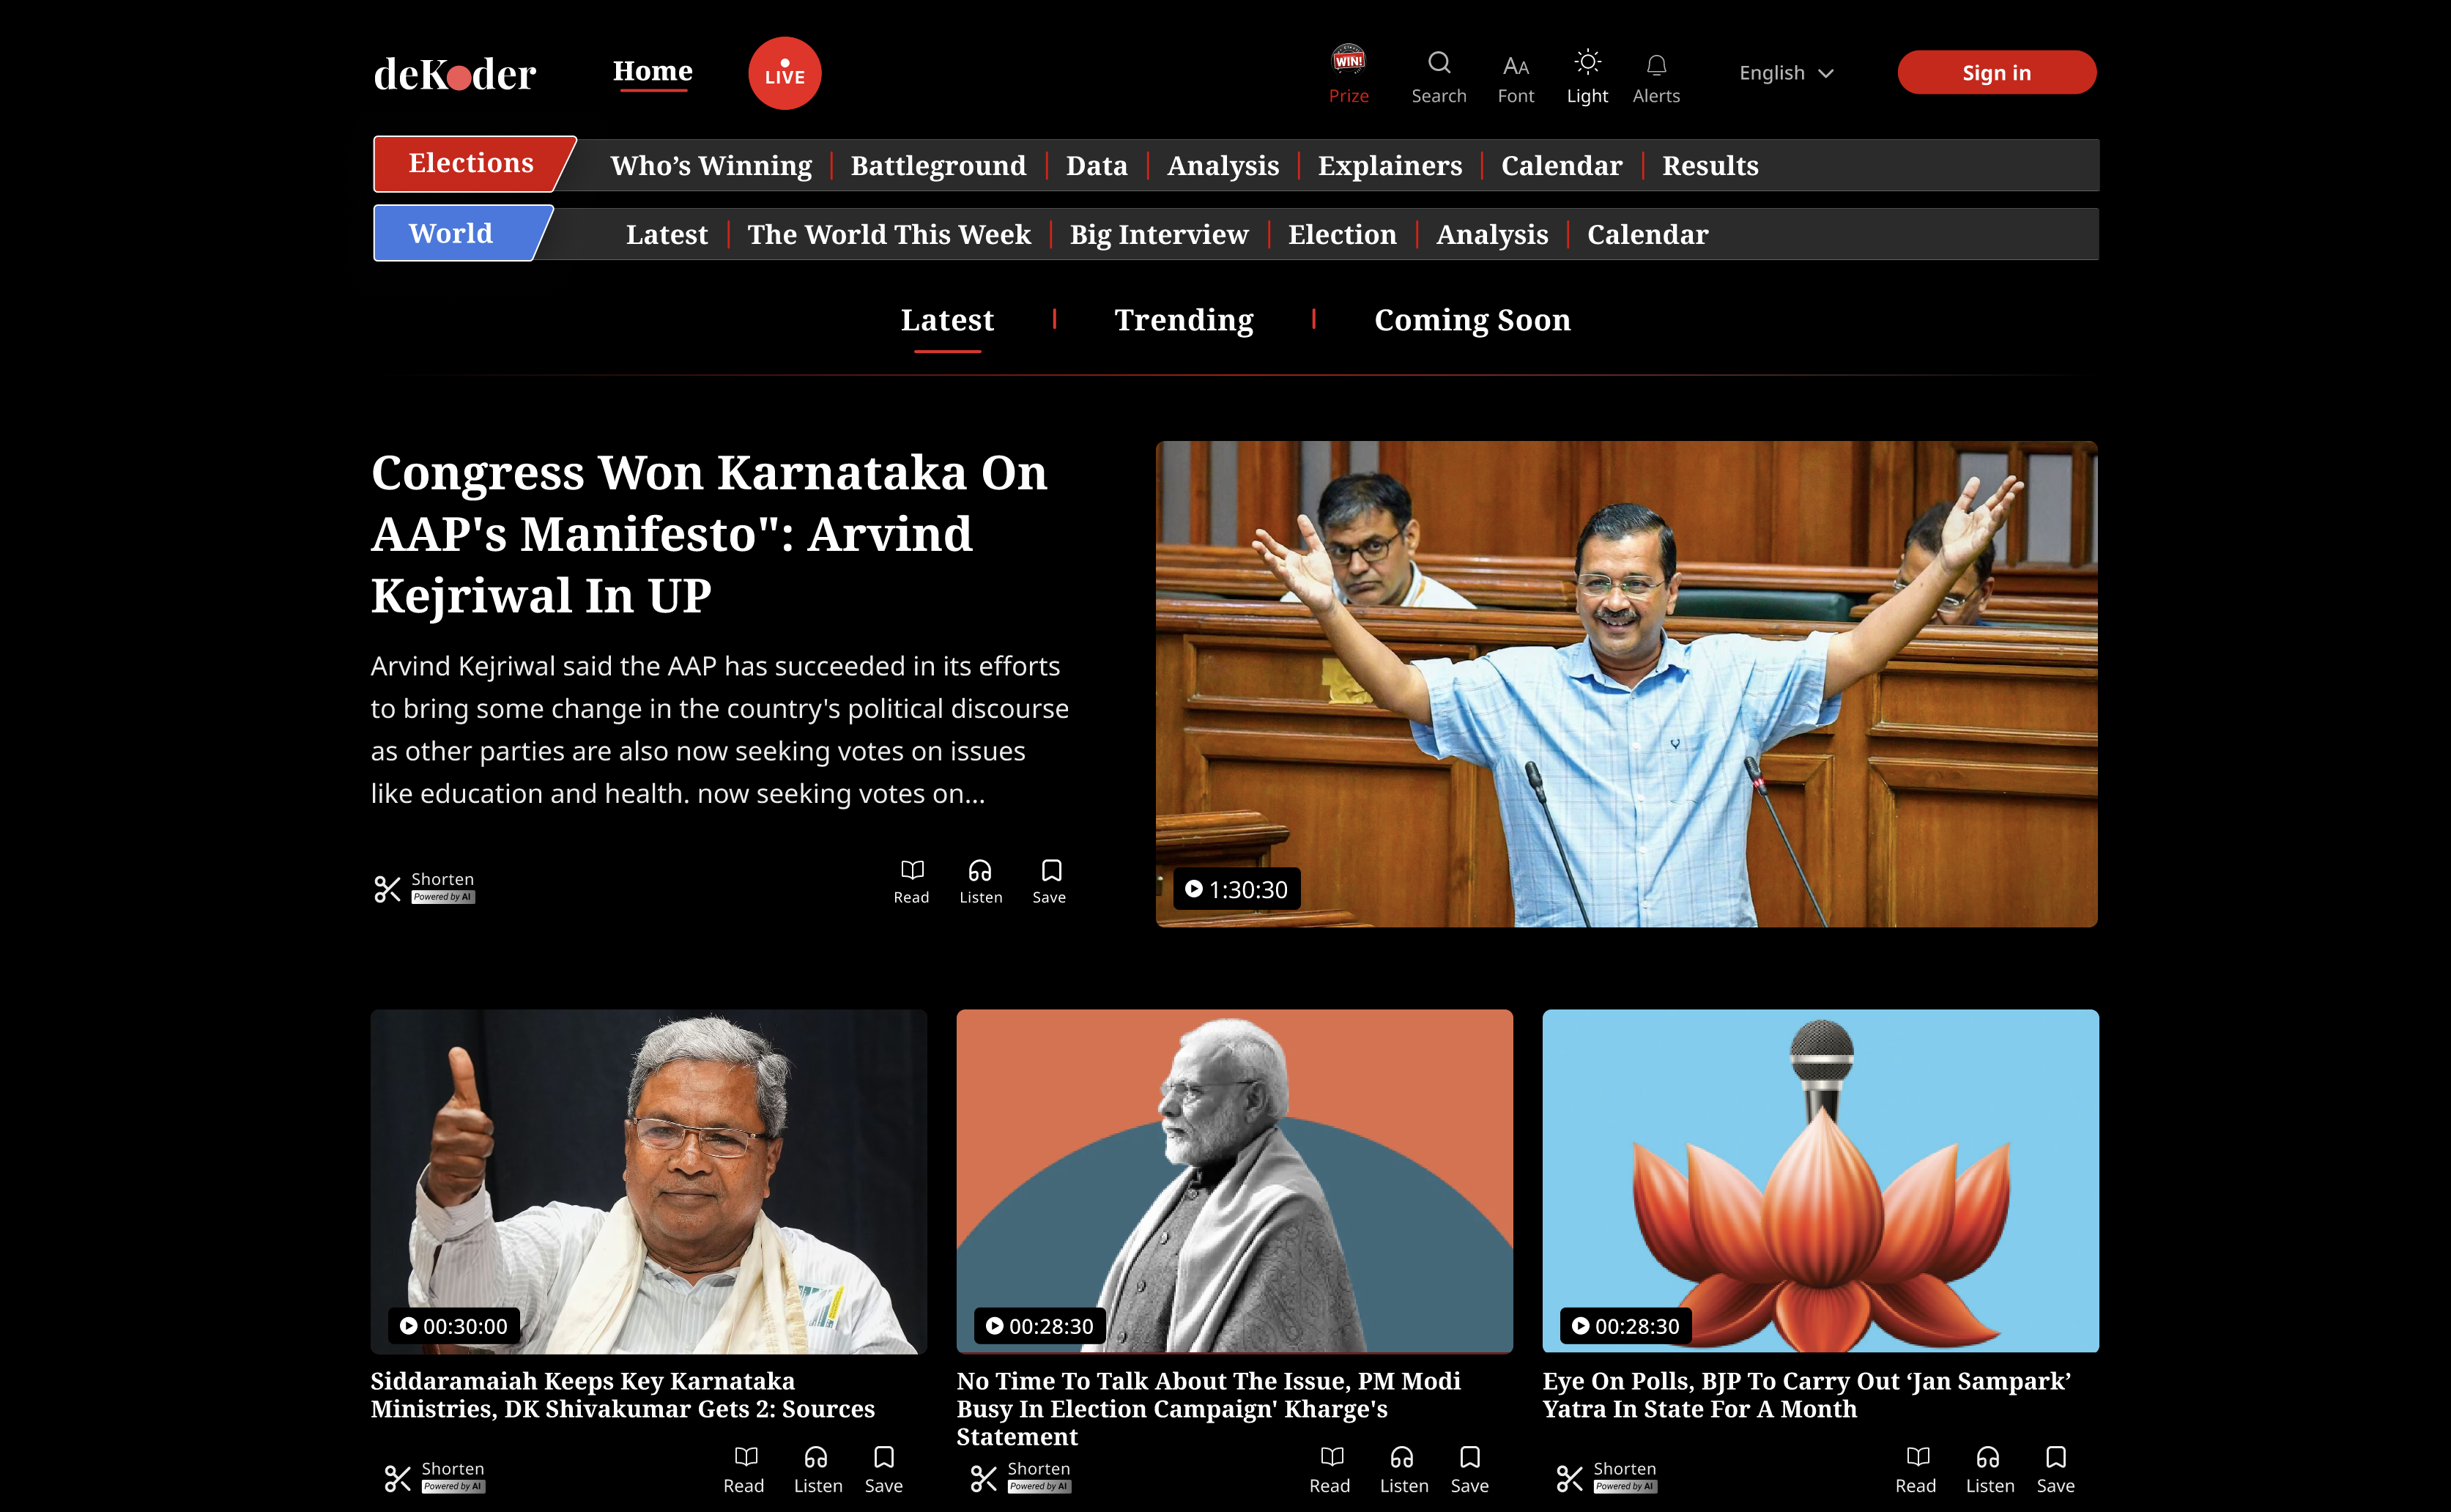 deKoder
Home
LIVE
WIN!
Prize
Search
AA
Font
Light
Alerts
English
Sign in
Elections
Who’s Winning
Battleground
Data
Analysis
Explainers
Calendar
Results
World
Latest
The World This Week
Big Interview
Election
Analysis
Calendar
Latest
Trending
Coming Soon
Congress Won Karnataka On
AAP's Manifesto": Arvind
Kejriwal In UP
Arvind Kejriwal said the AAP has succeeded in its efforts
to bring some change in the country's political discourse
as other parties are also now seeking votes on issues
like education and health. now seeking votes on...
Shorten
Powered by AI
Read
Listen
Save
1:30:30
00:30:00
Siddaramaiah Keeps Key Karnataka
Ministries, DK Shivakumar Gets 2: Sources
Shorten
Powered by AI
Read
Listen
Save
00:28:30
No Time To Talk About The Issue, PM Modi
Busy In Election Campaign' Kharge's
Statement
Shorten
Powered by AI
Read
Listen
Save
00:28:30
Eye On Polls, BJP To Carry Out ‘Jan Sampark’
Yatra In State For A Month
Shorten
Powered by AI
Read
Listen
Save